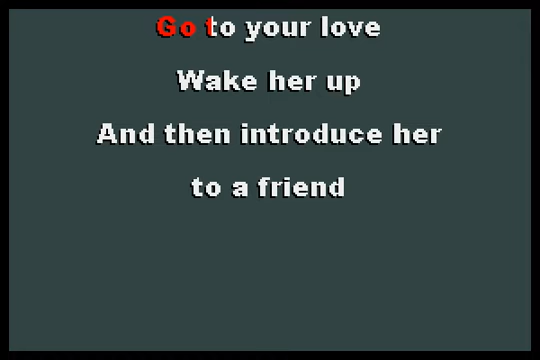 Go to your love
Wake her up
And then introduce her
to a friend